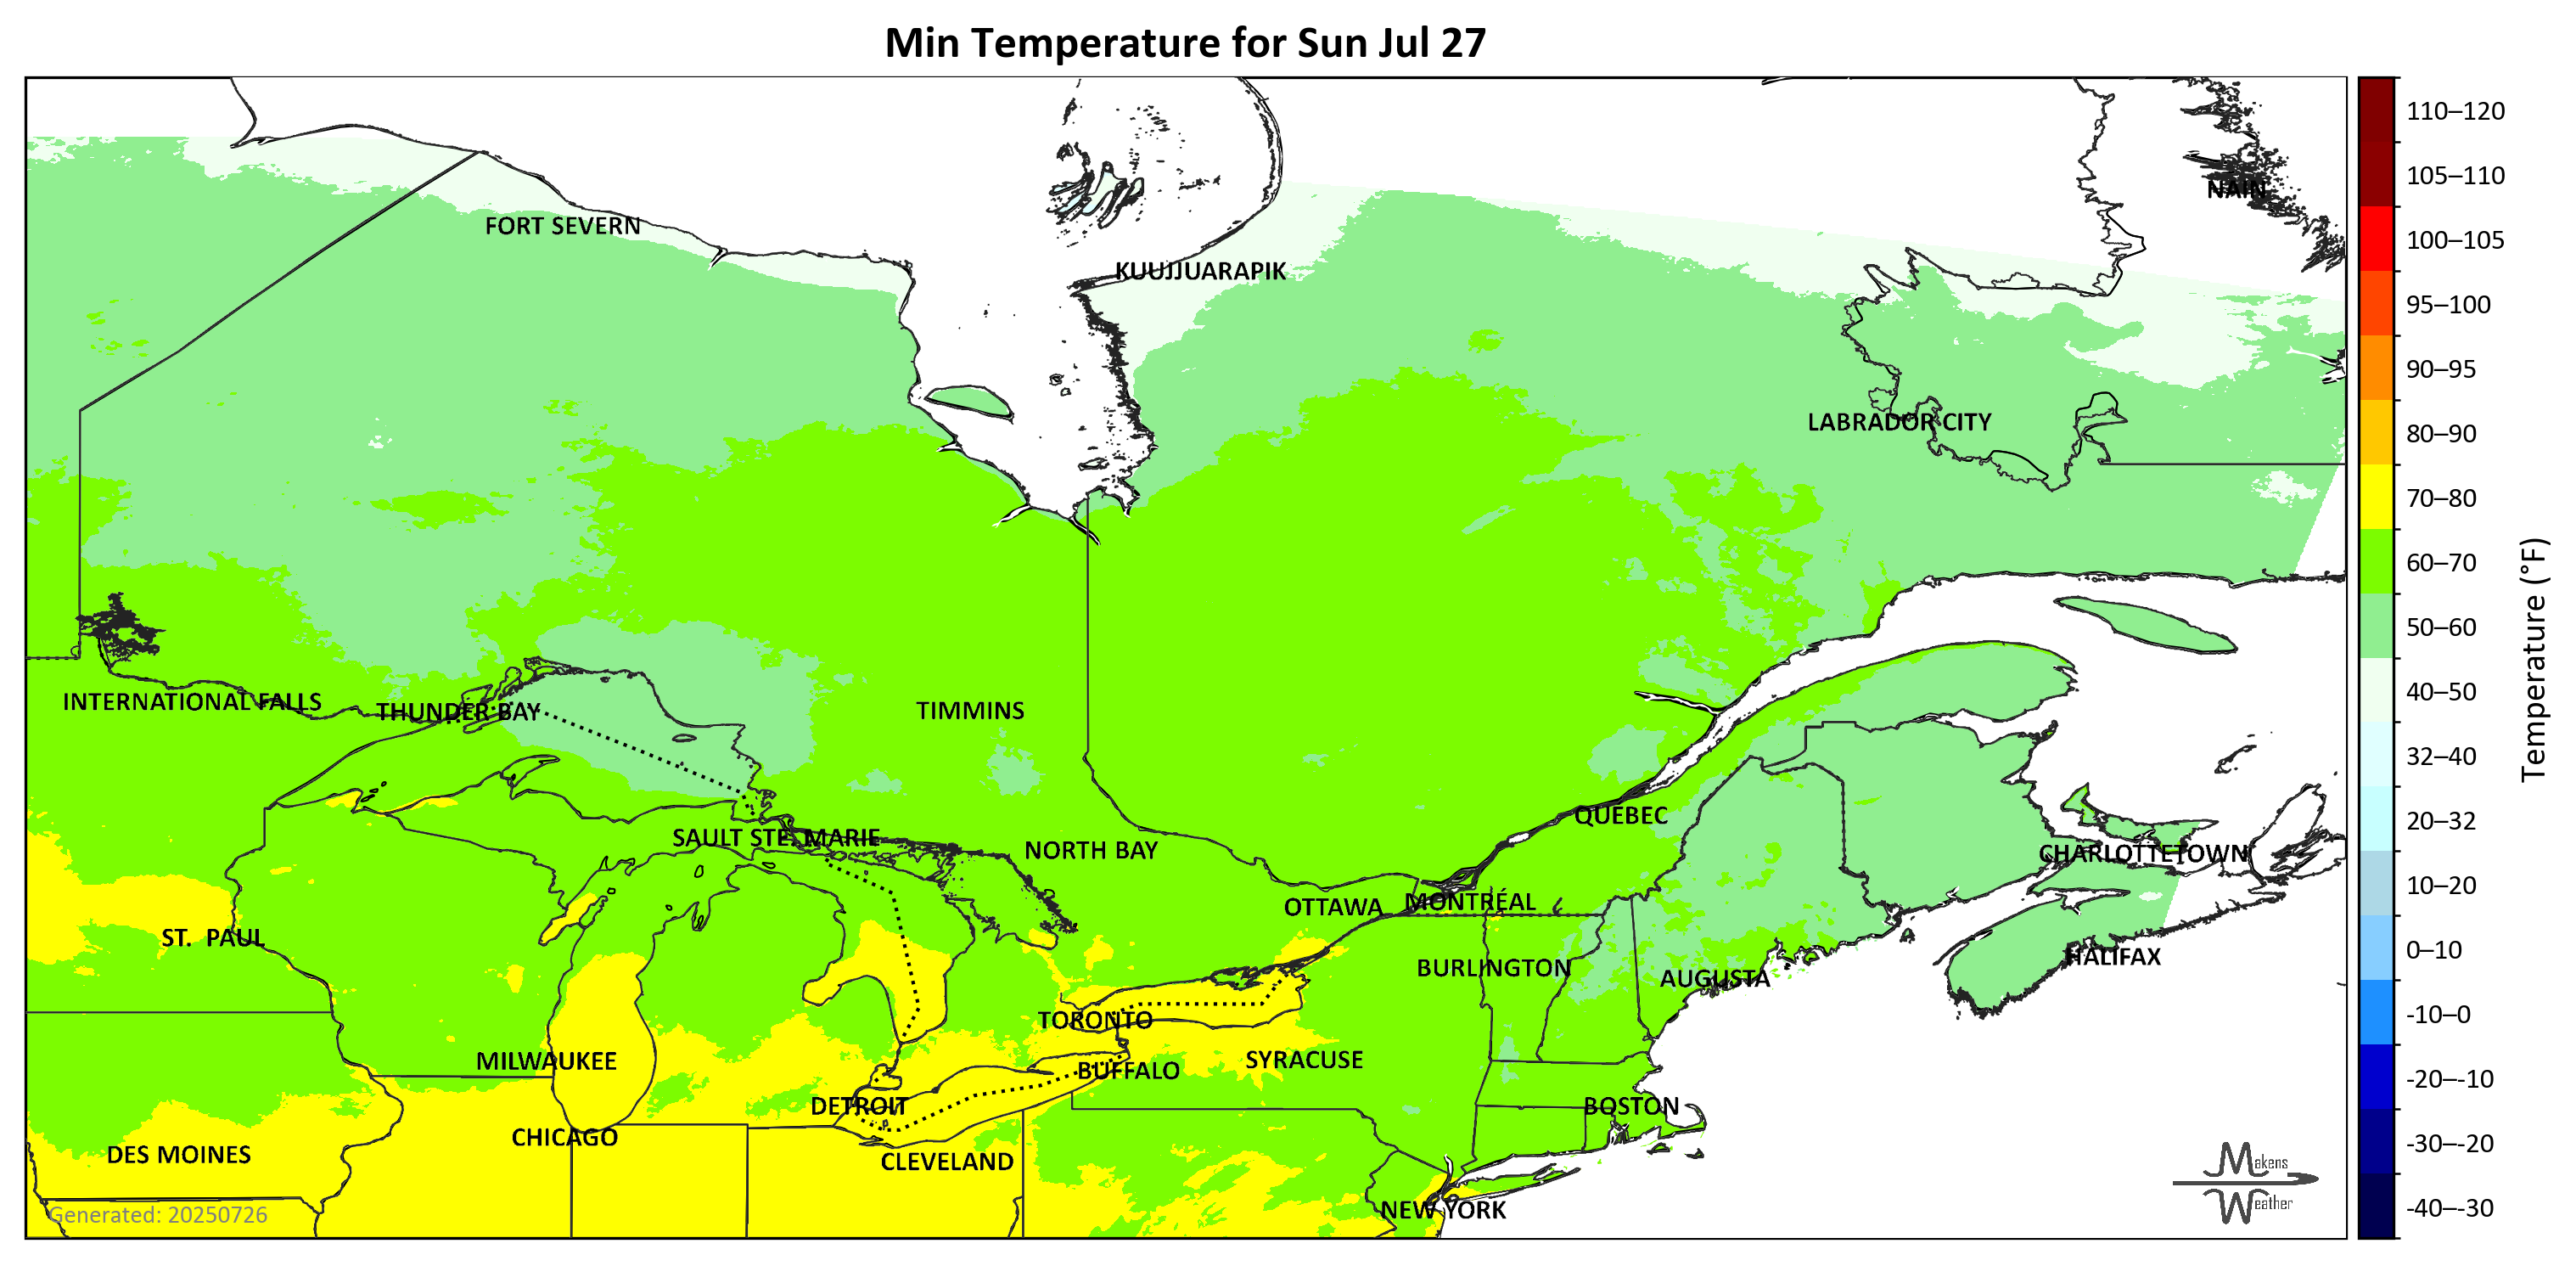 Min Temperature for Sun Jul 27
110–120
105–110
100–105
95–100
90–95
80–90
70–80
60–70
50–60
40–50
32–40
20–32
10–20
0–10
-10–0
-20–-10
-30–-20
-40–-30
Temperature (°F)
NAIN
FORT SEVERN
KUUJJUARAPIK
LABRADOR CITY
INTERNATIONAL FALLS
THUNDER BAY
TIMMINS
SAULT STE. MARIE
NORTH BAY
QUÉBEC
CHARLOTTETOWN
OTTAWA
MONTRÉAL
ST.  PAUL
BURLINGTON
AUGUSTA
HALIFAX
TORONTO
MILWAUKEE
BUFFALO
SYRACUSE
DETROIT
BOSTON
CHICAGO
DES MOINES
CLEVELAND
NEW YORK
Generated: 20250726
Makens
Weather